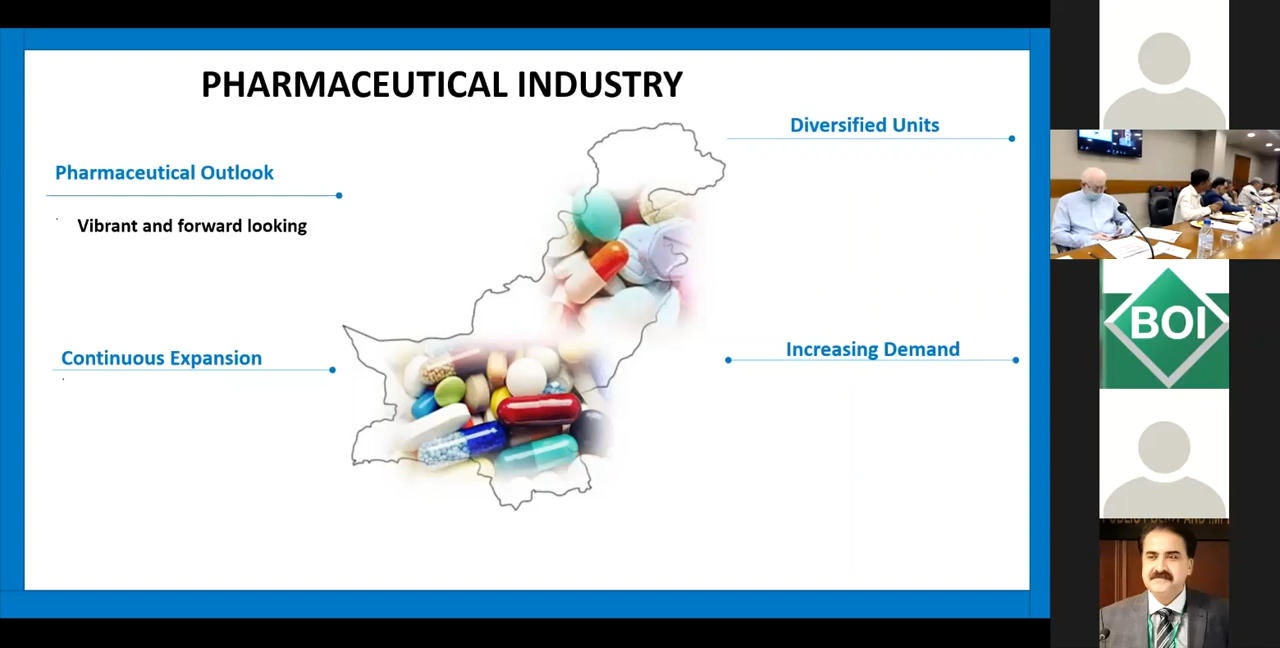 PHARMACEUTICAL INDUSTRY
Diversified Units
Pharmaceutical Outlook
Vibrant and forward looking
Increasing Demand
Continuous Expansion
BOI